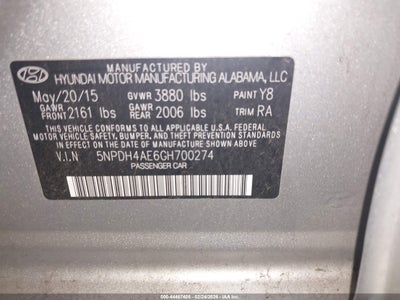 MANUFACTURED BY
HYUNDAI MOTOR MANUFACTURING ALABAMA, LLC
May/20/15 GVWR 3880 lbs PAINT Y8
GAWR FRONT 2161 lbs GAWR REAR 2006 lbs TRIM RA
THIS VEHICLE CONFORMS TO ALL APPLICABLE U.S. FEDERAL
MOTOR VEHICLE SAFETY, BUMPER, AND THEFT PREVENTION STANDARDS
IN EFFECT ON THE DATE OF MANUFACTURE SHOWN ABOVE.
V.I.N 5NPDH4AE6GH700274
PASSENGER CAR